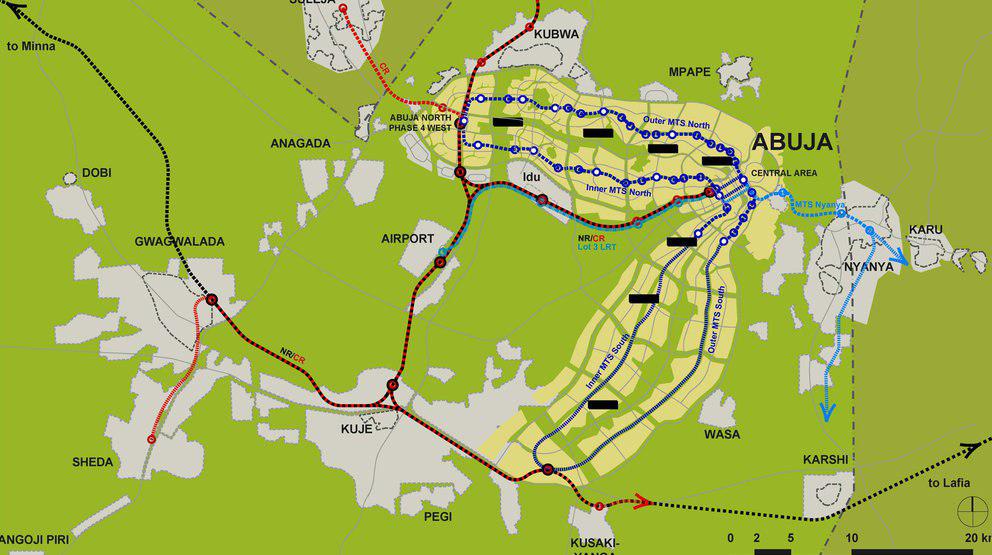 SULEJA
KUBWA
to Minna
CR
MPAPE
Outer MTS North
ABUJA NORTH
PHASE 4 WEST
ANAGADA
ABUJA
DOBI
Idu
CENTRAL AREA
Inner MTS North
MTS Nyanya
GWAGWALADA
AIRPORT
NR/CR
Lot 3 LRT
KARU
NYANYA
Outer MTS South
NR/CR
Inner MTS South
KUJE
WASA
SHEDA
KARSHI
to Lafia
PEGI
ANGOJI PIRI
KUSAKI-
YANGA
0 2 5 10 20 km